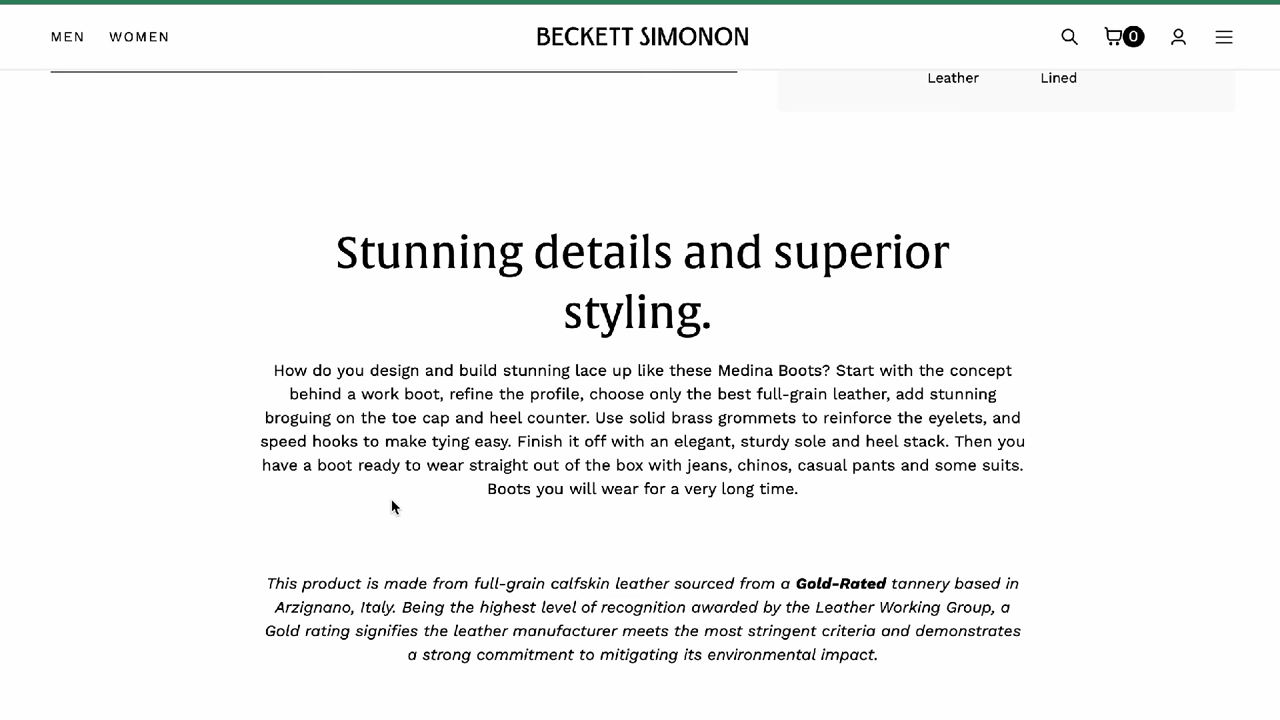 MEN WOMEN BECKETT SIMONON 0
Leather Lined
Stunning details and superior
styling.
How do you design and build stunning lace up like these Medina Boots? Start with the concept
behind a work boot, refine the profile, choose only the best full-grain leather, add stunning
broguing on the toe cap and heel counter. Use solid brass grommets to reinforce the eyelets, and
speed hooks to make tying easy. Finish it off with an elegant, sturdy sole and heel stack. Then you
have a boot ready to wear straight out of the box with jeans, chinos, casual pants and some suits.
Boots you will wear for a very long time.
This product is made from full-grain calfskin leather sourced from a Gold-Rated tannery based in
Arzignano, Italy. Being the highest level of recognition awarded by the Leather Working Group, a
Gold rating signifies the leather manufacturer meets the most stringent criteria and demonstrates
a strong commitment to mitigating its environmental impact.